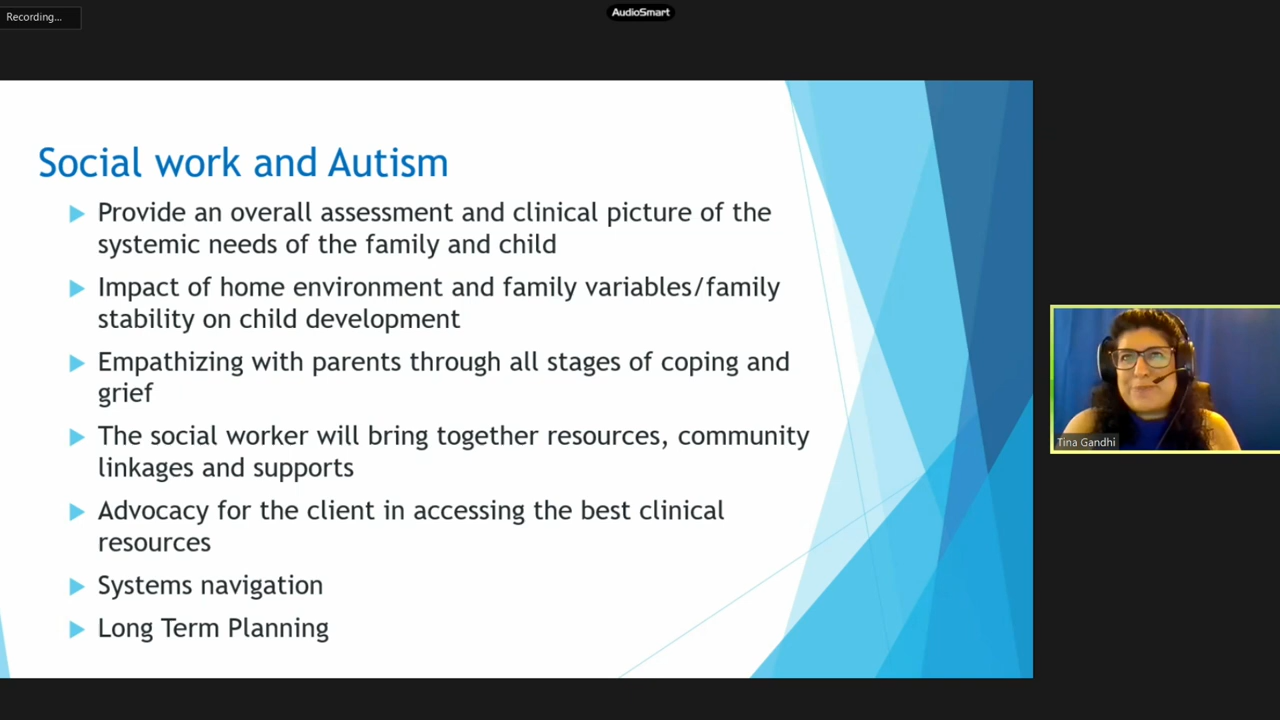 Recording...
AudioSmart
Social work and Autism
Provide an overall assessment and clinical picture of the
systemic needs of the family and child
Impact of home environment and family variables/family
stability on child development
Empathizing with parents through all stages of coping and
grief
The social worker will bring together resources, community
linkages and supports
Advocacy for the client in accessing the best clinical
resources
Systems navigation
Long Term Planning
Tina Gandhi